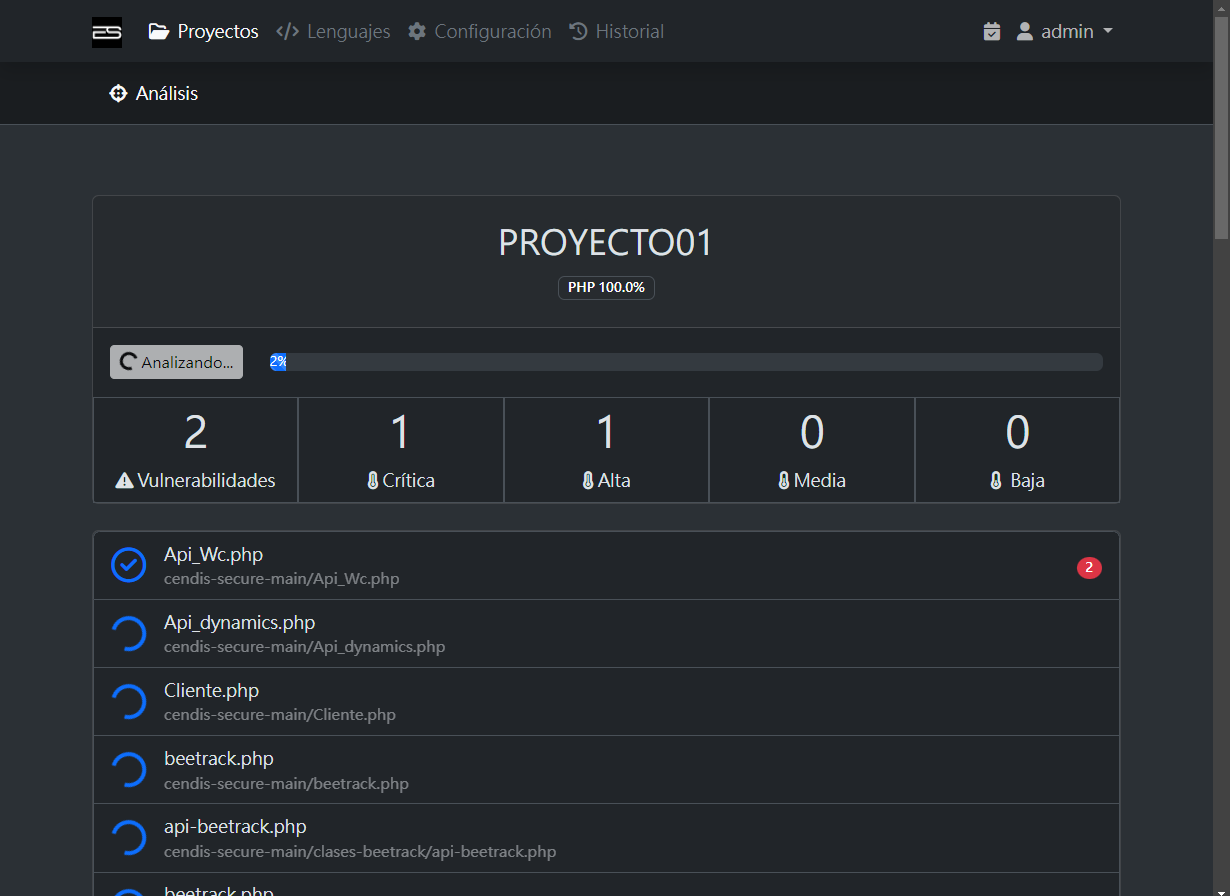 ES Proyectos Lenguajes Configuración Historial admin
Análisis
PROYECTO01
PHP 100.0%
Analizando... 2%
2 1 1 0 0
Vulnerabilidades Crítica Alta Media Baja
Api_Wc.php
cendis-secure-main/Api_Wc.php
2
Api_dynamics.php
cendis-secure-main/Api_dynamics.php
Cliente.php
cendis-secure-main/Cliente.php
beetrack.php
cendis-secure-main/beetrack.php
api-beetrack.php
cendis-secure-main/clases-beetrack/api-beetrack.php
beetrack.php